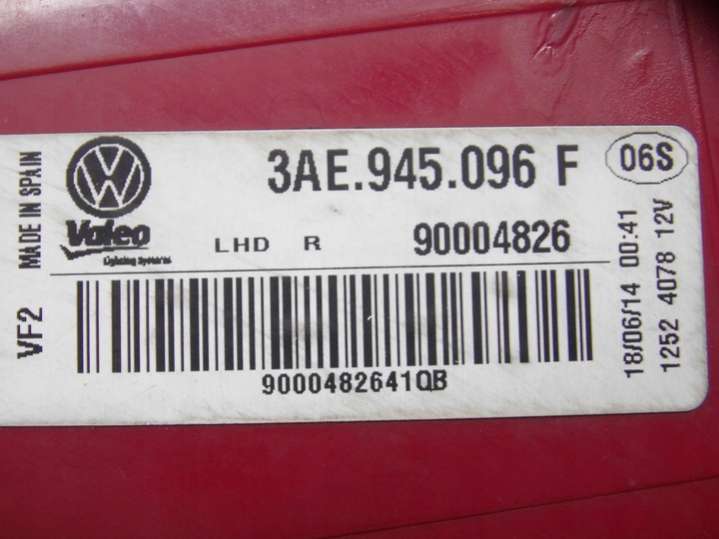 3AE.945.096 F
06S
Valeo
Lighting Systems
LHD R
90004826
9000482641QB
VF2 MADE IN SPAIN
18/06/14 00:41
1252 4078 12V